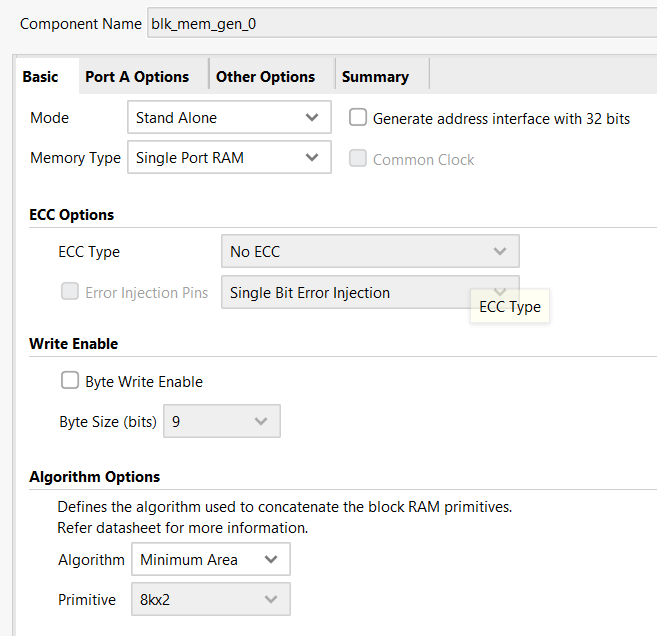 Component Name blk_mem_gen_0
Basic Port A Options Other Options Summary
Mode Stand Alone Generate address interface with 32 bits
Memory Type Single Port RAM Common Clock
ECC Options
ECC Type No ECC
Error Injection Pins Single Bit Error Injection
ECC Type
Write Enable
Byte Write Enable
Byte Size (bits) 9
Algorithm Options
Defines the algorithm used to concatenate the block RAM primitives.
Refer datasheet for more information.
Algorithm Minimum Area
Primitive 8kx2